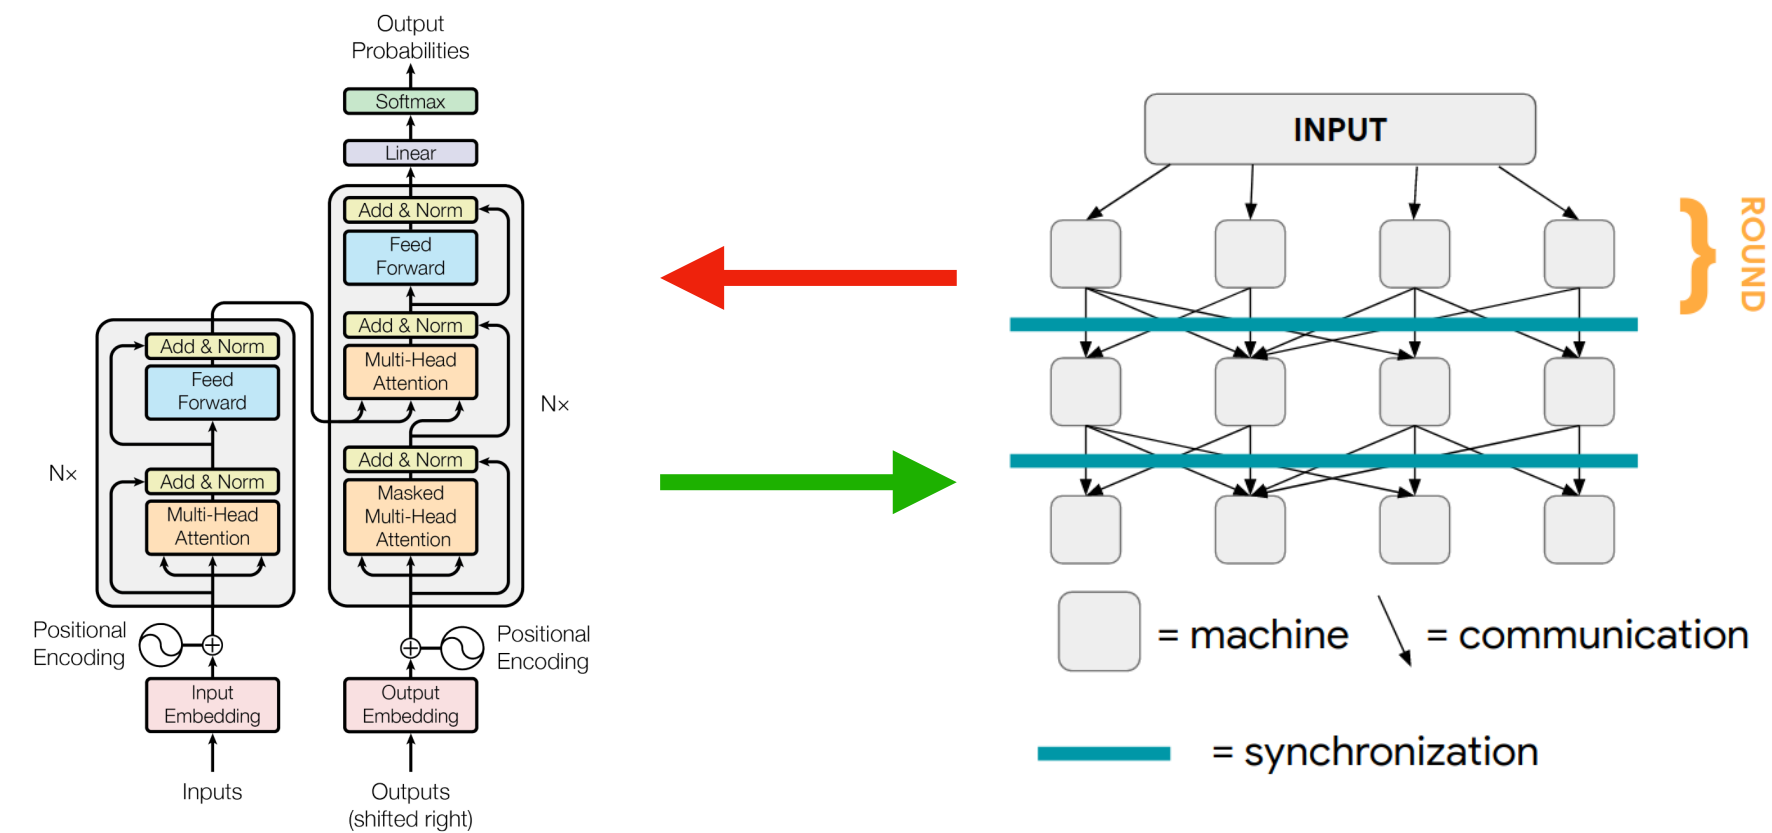 Output
Probabilities
Softmax
Linear
Add & Norm
Feed
Forward
Add & Norm
Multi-Head
Attention
Add & Norm
Masked
Multi-Head
Attention
Nx
Add & Norm
Feed
Forward
Add & Norm
Multi-Head
Attention
Nx
Positional
Encoding
Positional
Encoding
Input
Embedding
Output
Embedding
Inputs
Outputs
(shifted right)
INPUT
ROUND
= machine
= communication
= synchronization